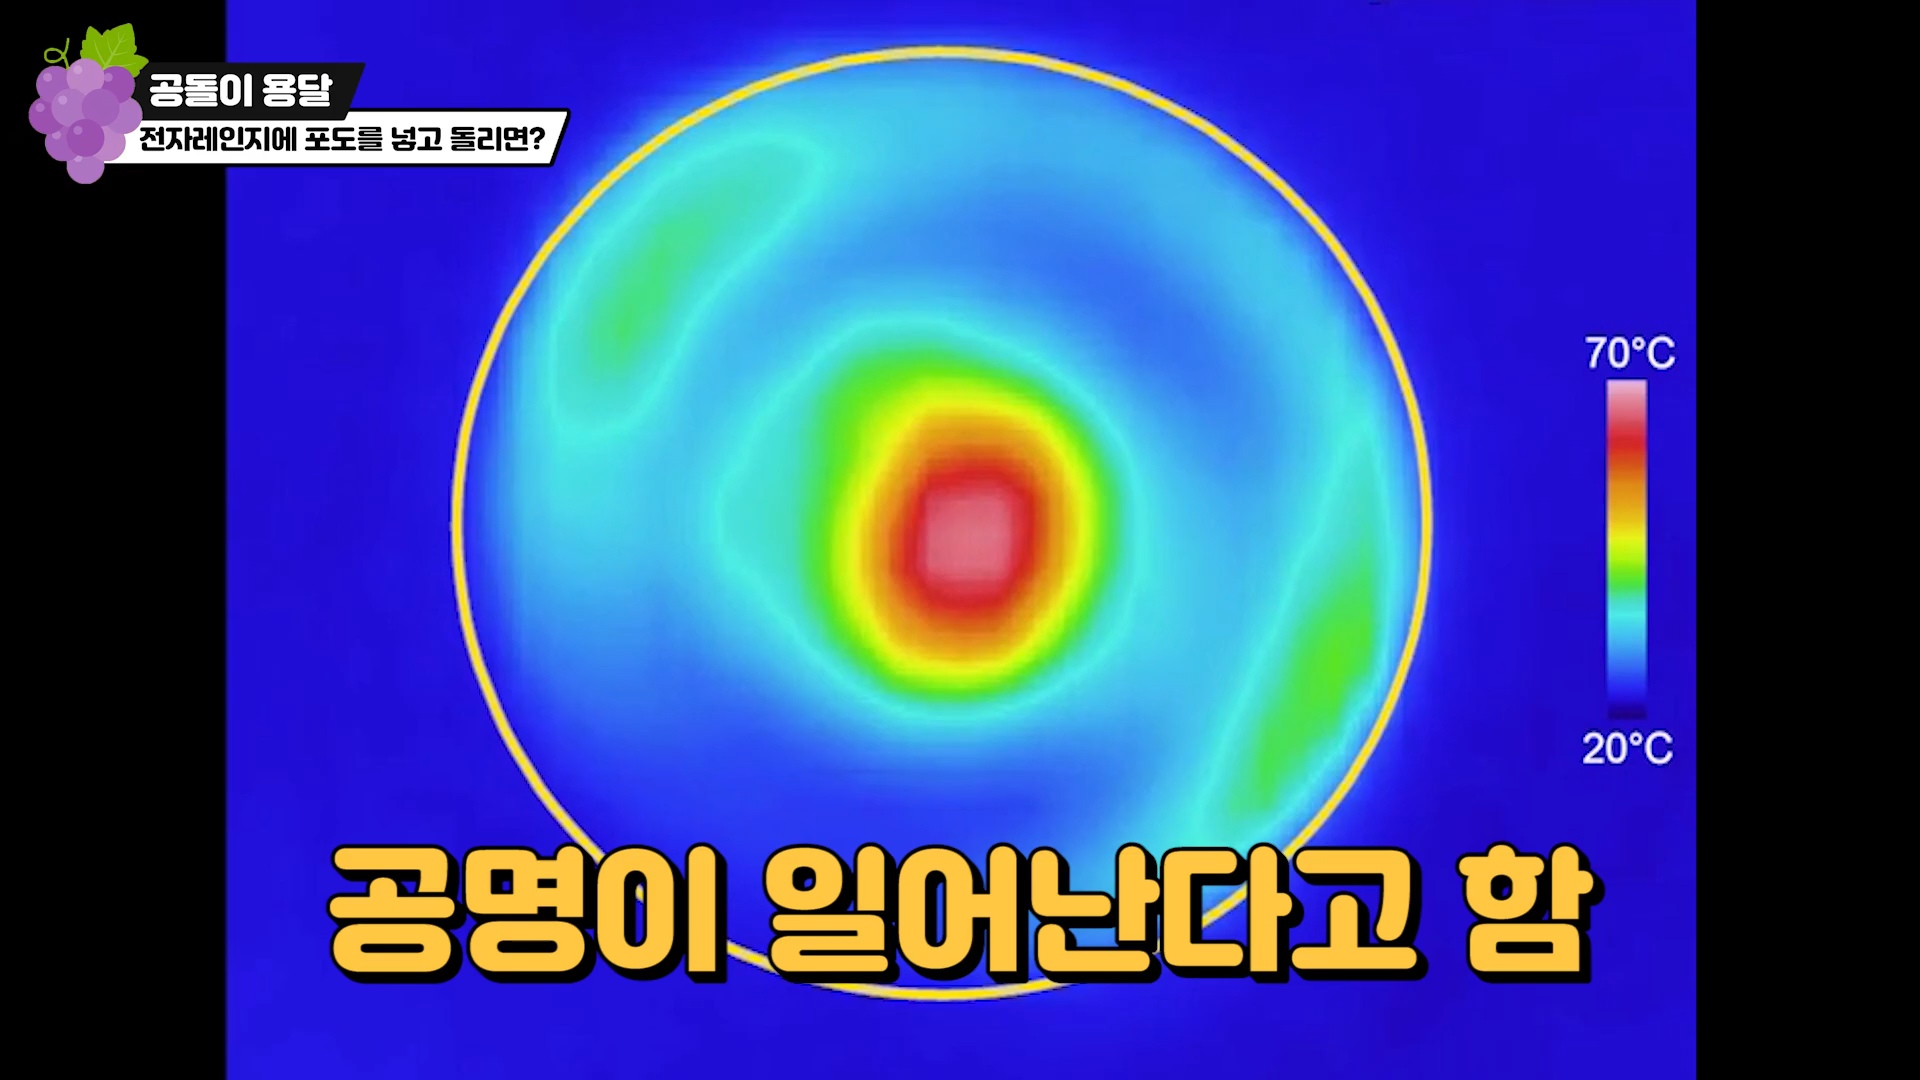 공돌이 용달
전자레인지에 포도를 넣고 돌리면?
70°C
20°C
공명이 일어난다고 함